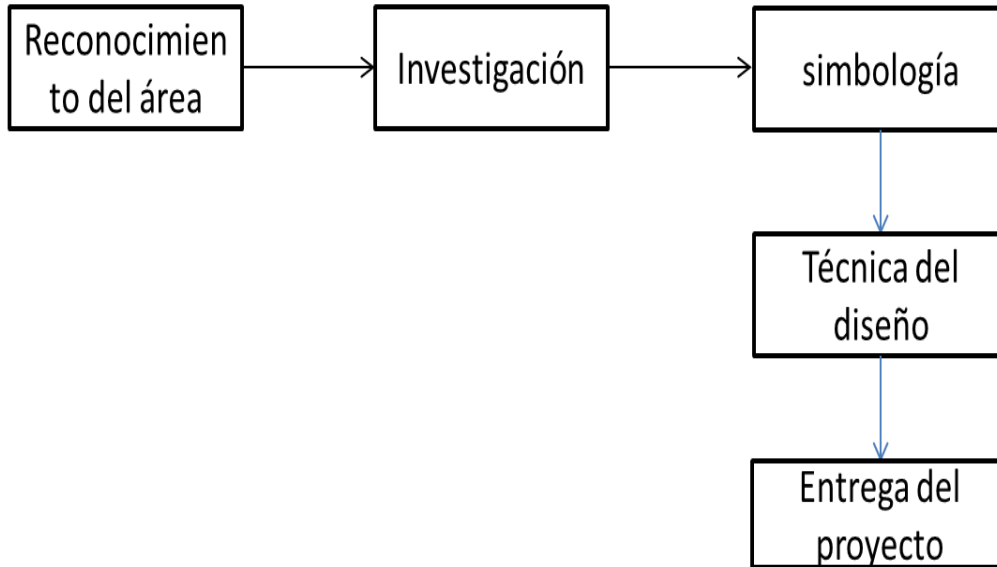 Reconocimien
to del área
Investigación
simbología
Técnica del
diseño
Entrega del
proyecto